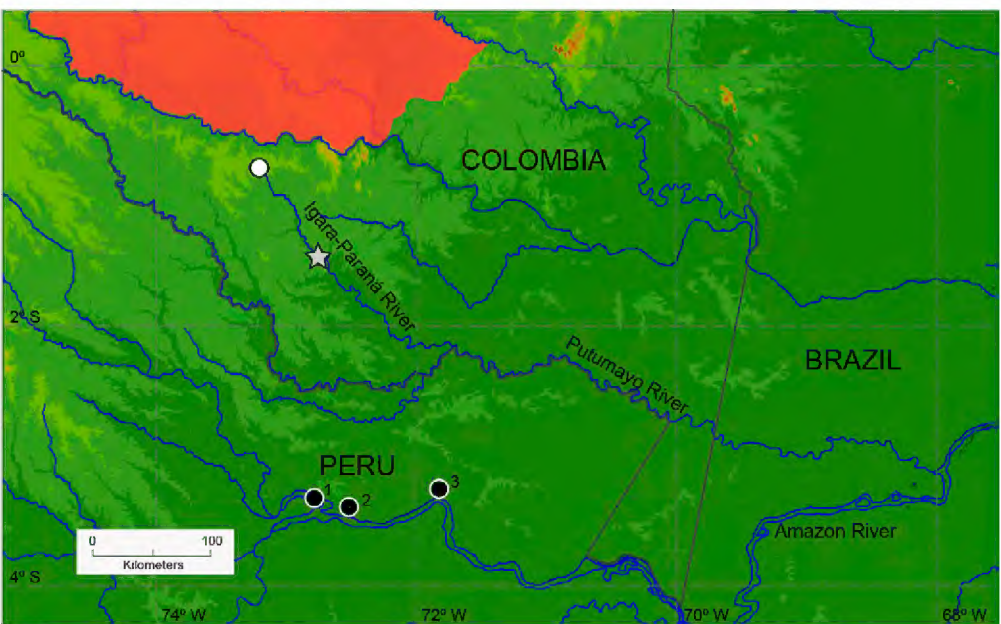 0º
COLOMBIA
Igara-Paraná River
2º S
Putumayo River
BRAZIL
PERU
1
2
3
0
100
Kilometers
Amazon River
4º S
74º W
72º W
70º W
68º W